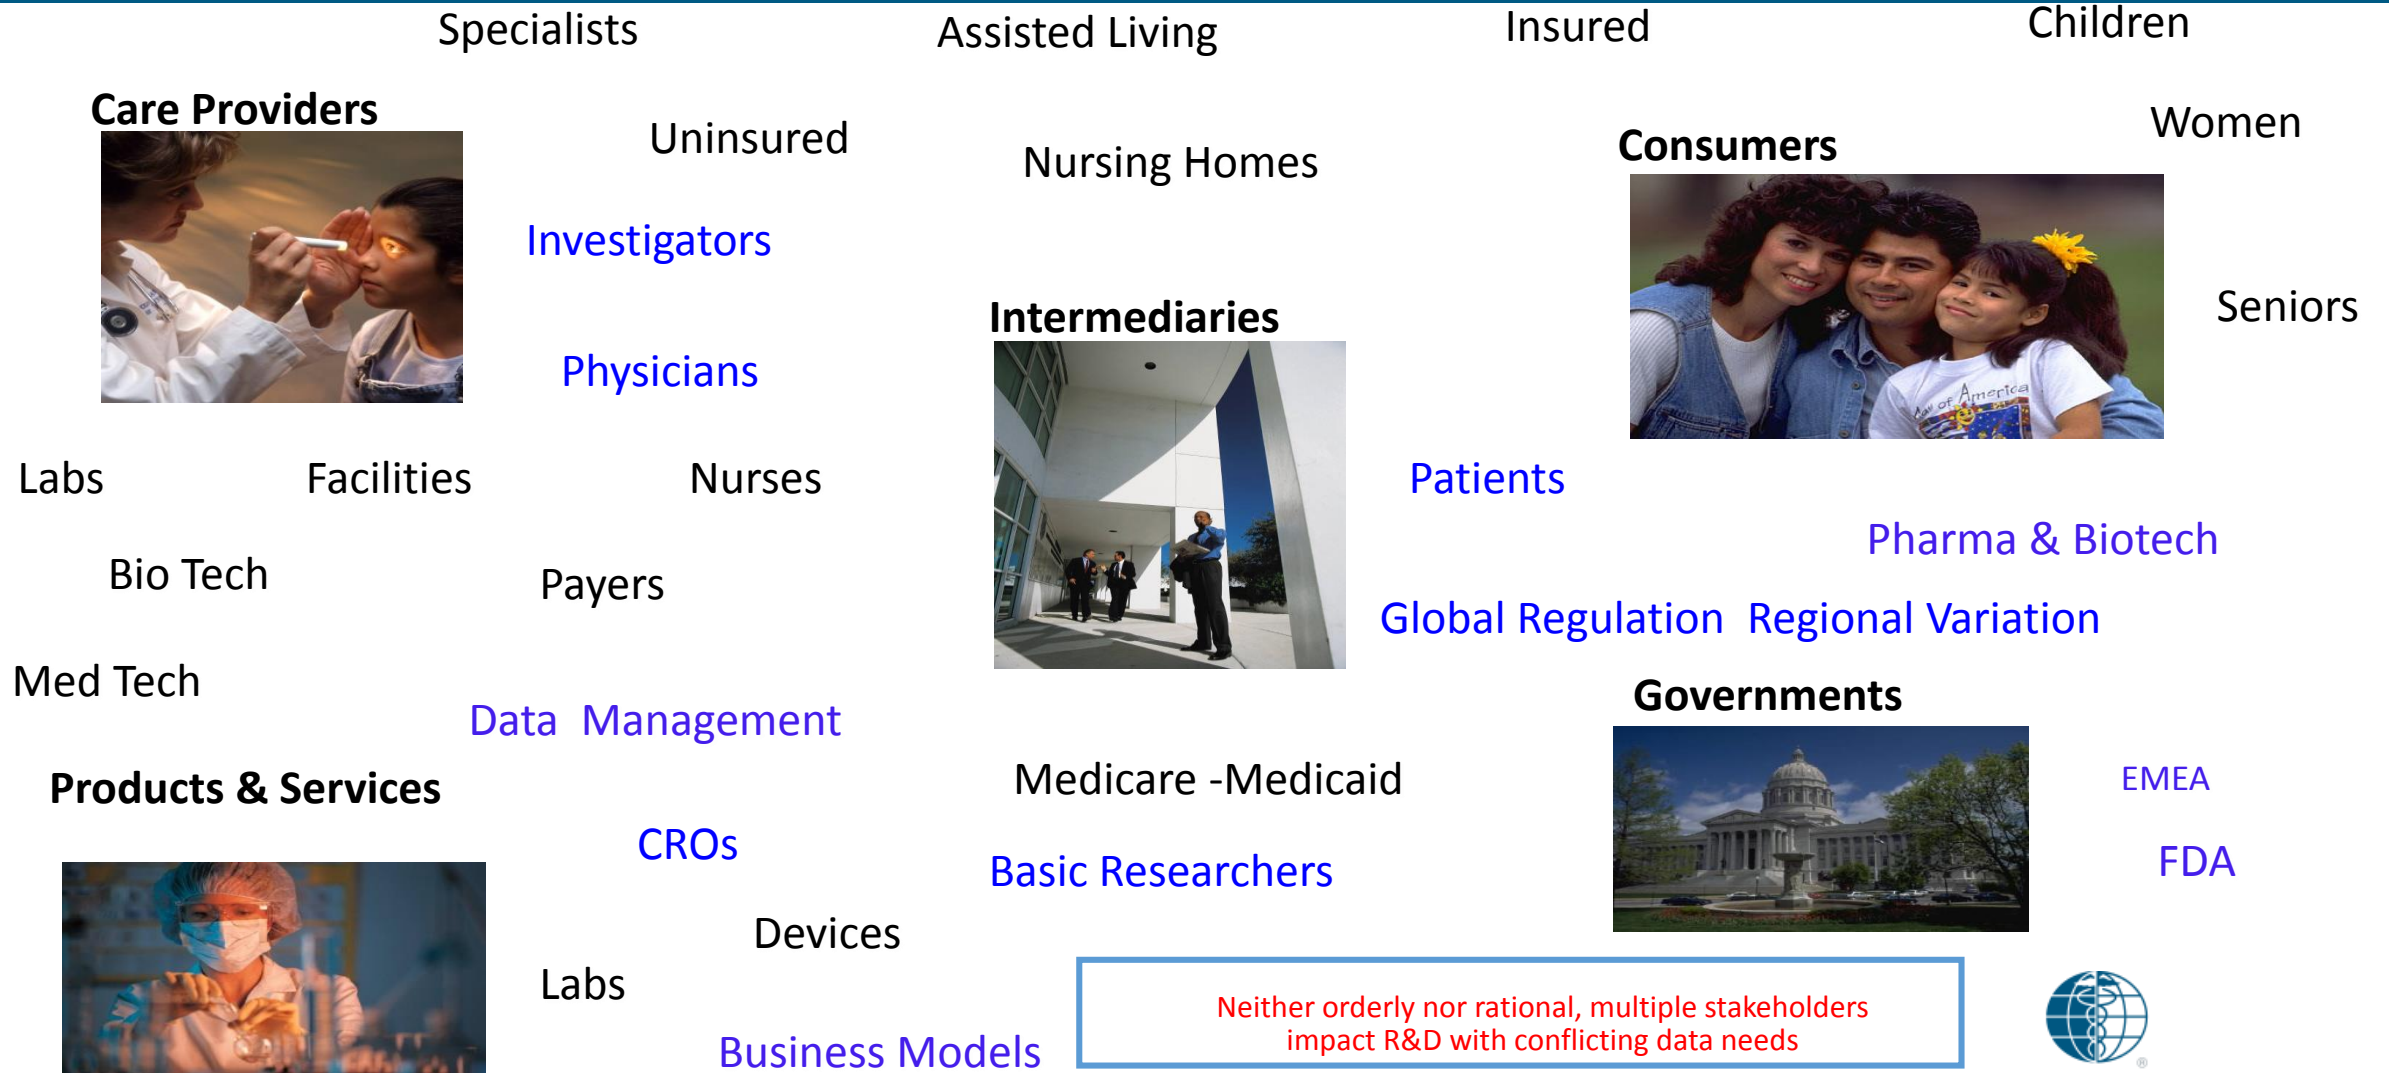 Specialists
Assisted Living
Insured
Children
Care Providers
Uninsured
Nursing Homes
Consumers
Women
Investigators
Intermediaries
Seniors
Physicians
America
Labs
Facilities
Nurses
Patients
Pharma & Biotech
Bio Tech
Payers
Global Regulation Regional Variation
Med Tech
Data Management
Governments
Products & Services
Medicare -Medicaid
EMEA
CROs
Basic Researchers
FDA
Devices
Labs
Business Models
Neither orderly nor rational, multiple stakeholders
impact R&D with conflicting data needs
®